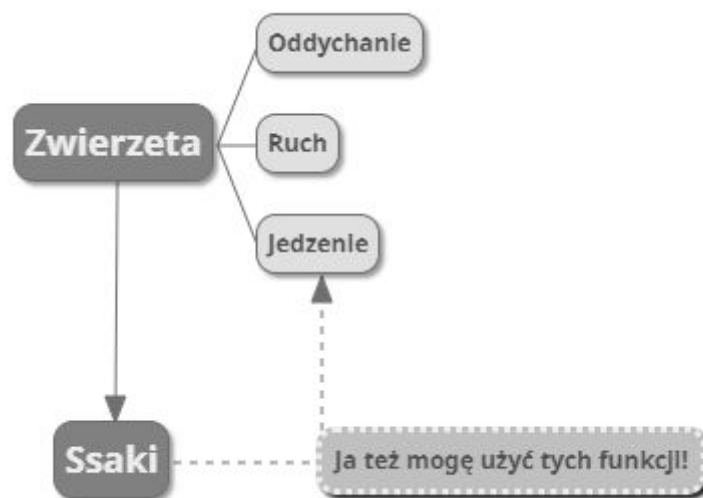 Oddychanie
Zwierzeta
Ruch
Jedzenie
Ssaki
Ja też mogę użyć tych funkcji!